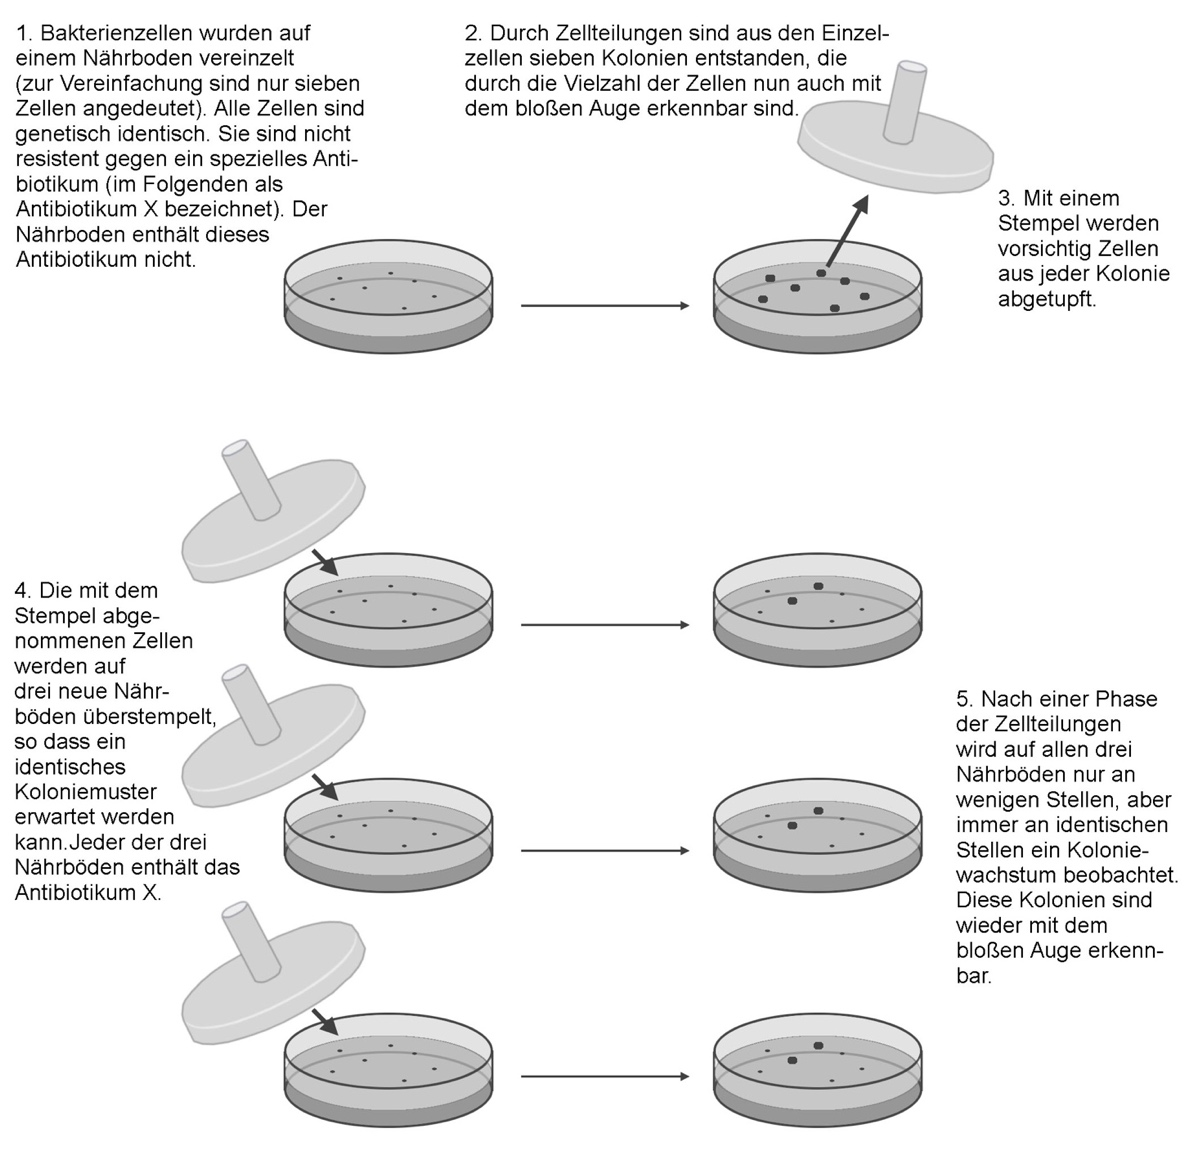 1. Bakterienzellen wurden auf
einem Nährboden vereinzelt
(zur Vereinfachung sind nur sieben
Zellen angedeutet). Alle Zellen sind
genetisch identisch. Sie sind nicht
resistent gegen ein spezielles Anti-
biotikum (im Folgenden als
Antibiotikum X bezeichnet). Der
Nährboden enthält dieses
Antibiotikum nicht.
2. Durch Zellteilungen sind aus den Einzel-
zellen sieben Kolonien entstanden, die
durch die Vielzahl der Zellen nun auch mit
dem bloßen Auge erkennbar sind.
3. Mit einem
Stempel werden
vorsichtig Zellen
aus jeder Kolonie
abgetupft.
4. Die mit dem
Stempel abge-
nommenen Zellen
werden auf
drei neue Nähr-
böden überstempelt,
so dass ein
identisches
Koloniemuster
erwartet werden
kann.Jeder der drei
Nährböden enthält das
Antibiotikum X.
5. Nach einer Phase
der Zellteilungen
wird auf allen drei
Nährböden nur an
wenigen Stellen, aber
immer an identischen
Stellen ein Kolonie-
wachstum beobachtet.
Diese Kolonien sind
wieder mit dem
bloßen Auge erkenn-
bar.